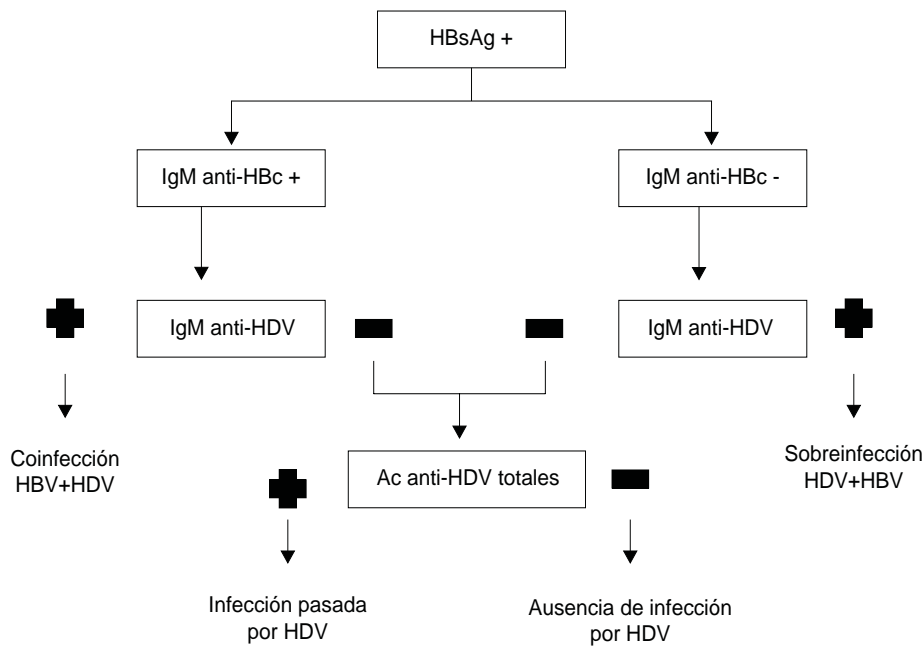 HBsAg +
IgM anti-HBc +
IgM anti-HBc -
IgM anti-HDV
IgM anti-HDV
Coinfección
HBV+HDV
Ac anti-HDV totales
Sobreinfección
HDV+HBV
Infección pasada
por HDV
Ausencia de infección
por HDV